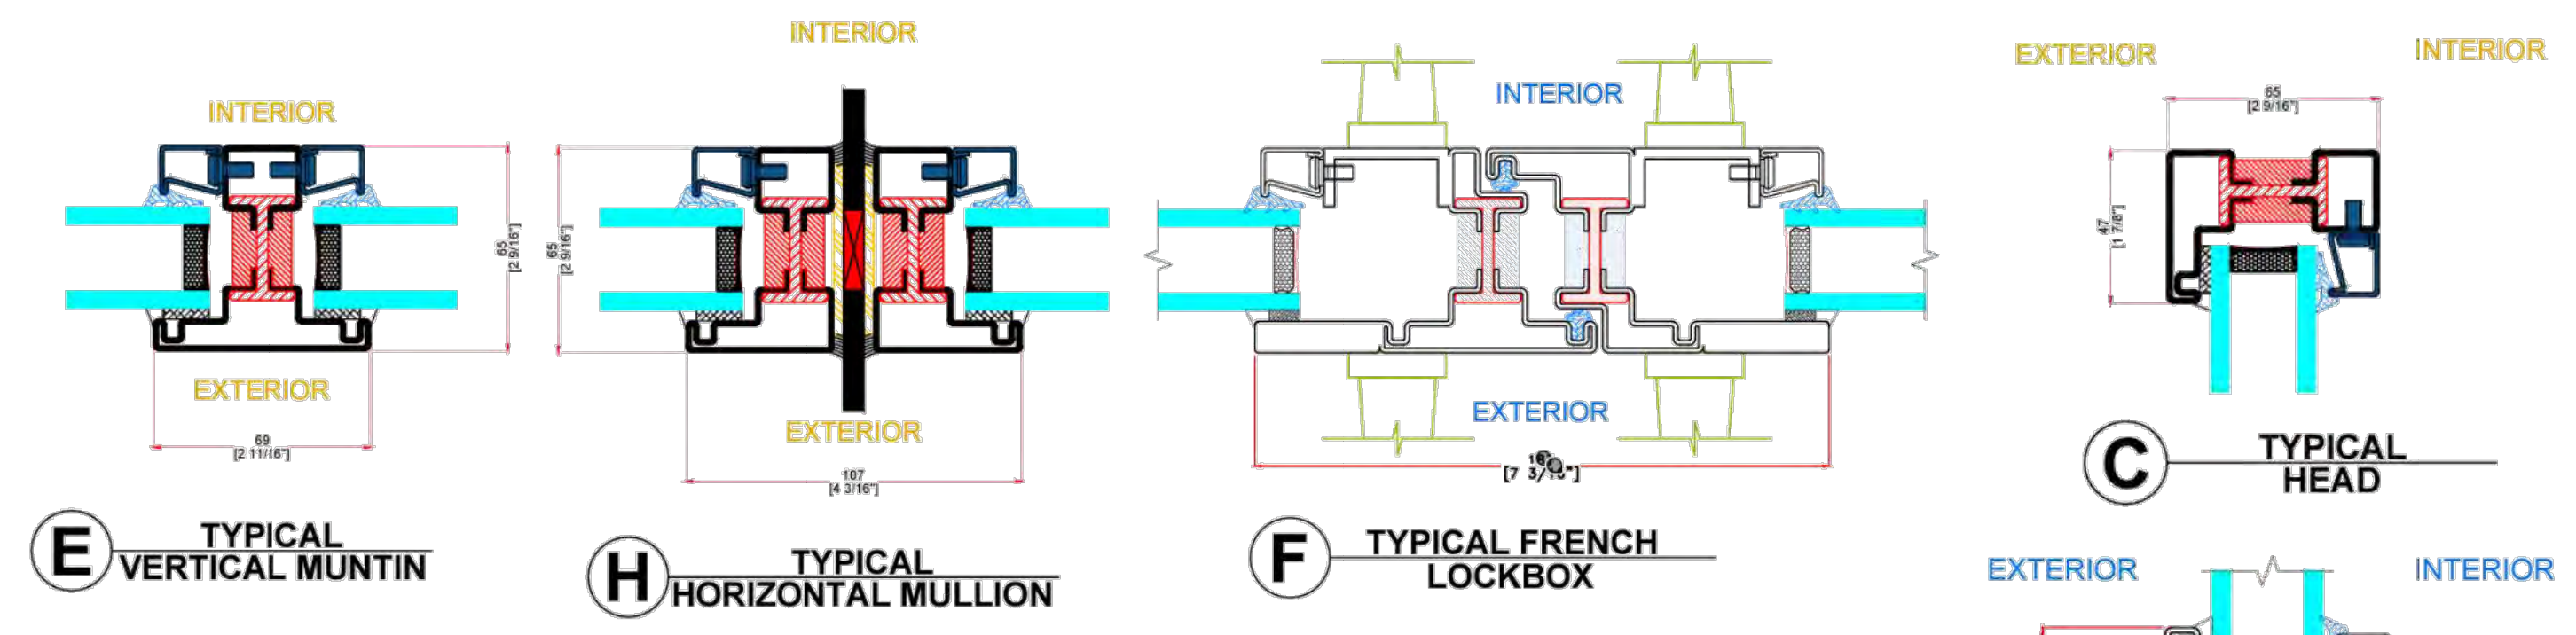 INTERIOR
65
[2 9/16"]
EXTERIOR
69
[2 11/16"]
E
TYPICAL
VERTICAL MUNTIN
INTERIOR
65
[2 9/16"]
EXTERIOR
107
[4 3/16"]
H
TYPICAL
HORIZONTAL MULLION
INTERIOR
EXTERIOR
F
TYPICAL FRENCH
LOCKBOX
EXTERIOR
INTERIOR
65
[2 9/16"]
47
[1 7/8"]
C
TYPICAL
HEAD
EXTERIOR
INTERIOR